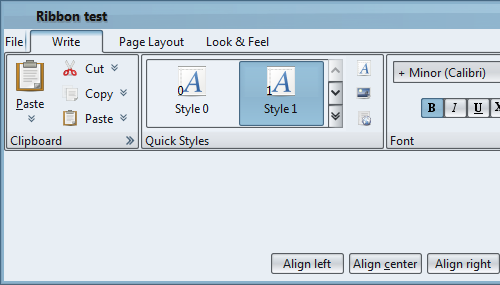 Ribbon test
File Write Page Layout Look & Feel
Paste
Cut
Copy
Paste
Clipboard
0 A
Style 0
1 A
Style 1
A
Quick Styles
+ Minor (Calibri)
B I U X
Font
Align left Align center Align right